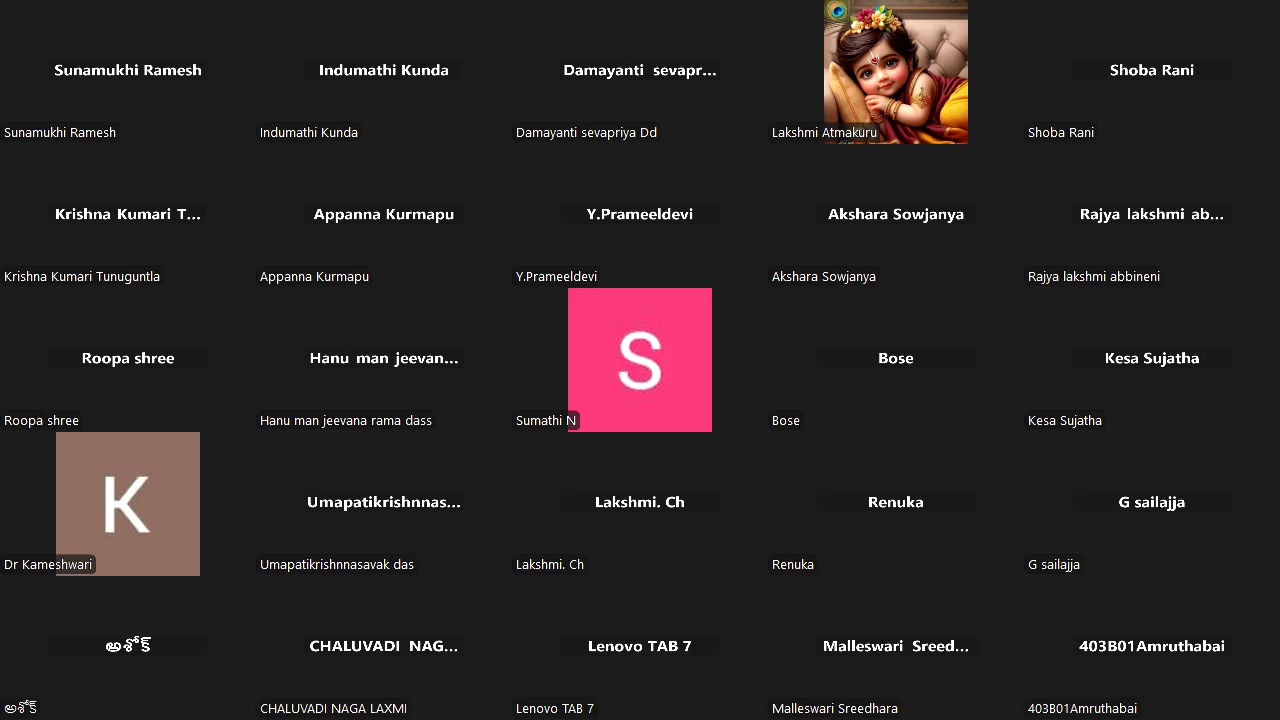 Sunamukhi Ramesh
Indumathi Kunda
Damayanti sevapr...
Shoba Rani
Sunamukhi Ramesh
Indumathi Kunda
Damayanti sevapriya Dd
Lakshmi Atmakuru
Shoba Rani
Krishna Kumari T...
Appanna Kurmapu
Y.Prameeldevi
Akshara Sowjanya
Rajya lakshmi ab...
Krishna Kumari Tunuguntla
Appanna Kurmapu
Y.Prameeldevi
Akshara Sowjanya
Rajya lakshmi abbineni
Roopa shree
Hanu man jeevan...
S
Bose
Kesa Sujatha
Roopa shree
Hanu man jeevana rama dass
Sumathi N
Bose
Kesa Sujatha
K
Umapatikrishnnas...
Lakshmi. Ch
Renuka
G sailajja
Dr Kameshwari
Umapatikrishnnasavak das
Lakshmi. Ch
Renuka
G sailajja
అశోక్
CHALUVADI NAG...
Lenovo TAB 7
Malleswari Sreed...
403B01Amruthabai
అశోక్
CHALUVADI NAGA LAXMI
Lenovo TAB 7
Malleswari Sreedhara
403B01Amruthabai